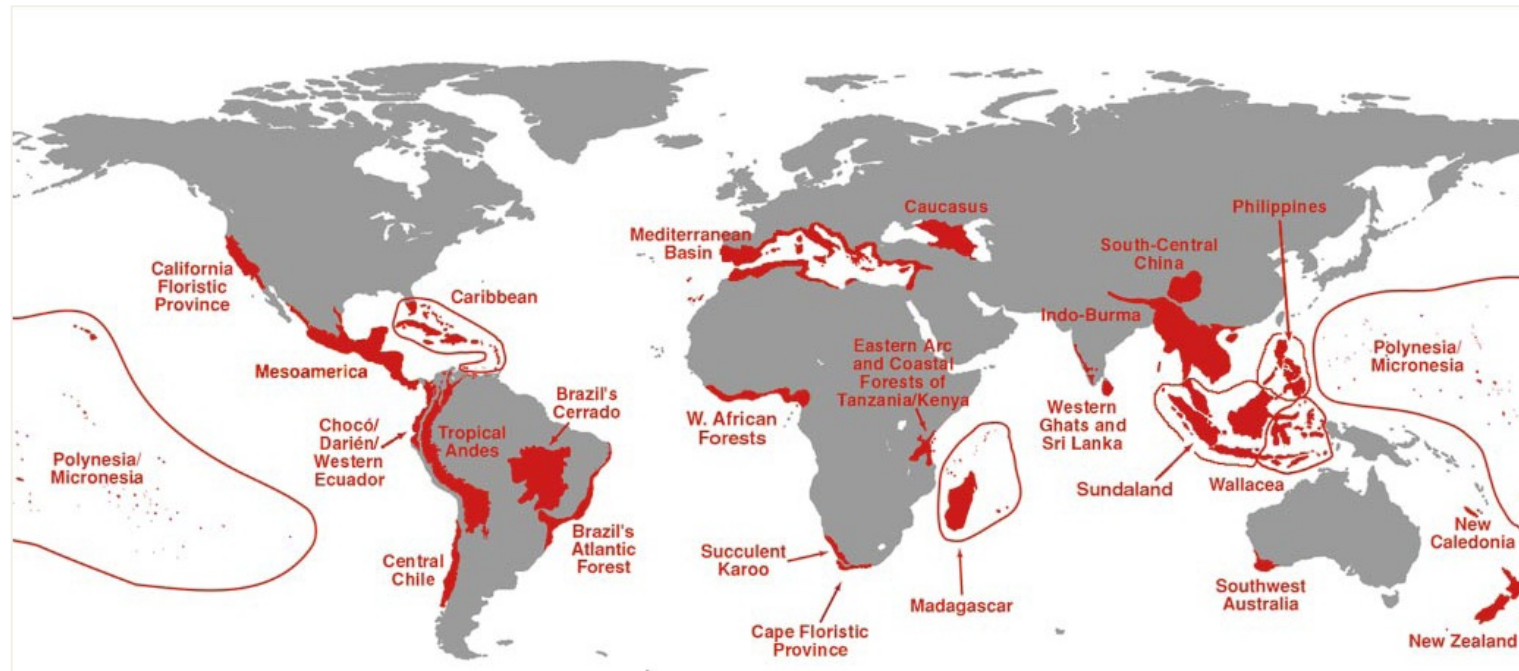 California
Floristic
Province
Mesoamerica
Caribbean
Polynesia/
Micronesia
Chocó/
Darién/
Western
Ecuador
Tropical
Andes
Brazil's
Cerrado
Central
Chile
Brazil's
Atlantic
Forest
Mediterranean
Basin
Caucasus
W. African
Forests
Eastern Arc
and Coastal
Forests of
Tanzania/Kenya
Succulent
Karoo
Cape Floristic
Province
Madagascar
South-Central
China
Indo-Burma
Philippines
Western
Ghats and
Sri Lanka
Sundaland
Wallacea
Polynesia/
Micronesia
Southwest
Australia
New
Caledonia
New Zealand